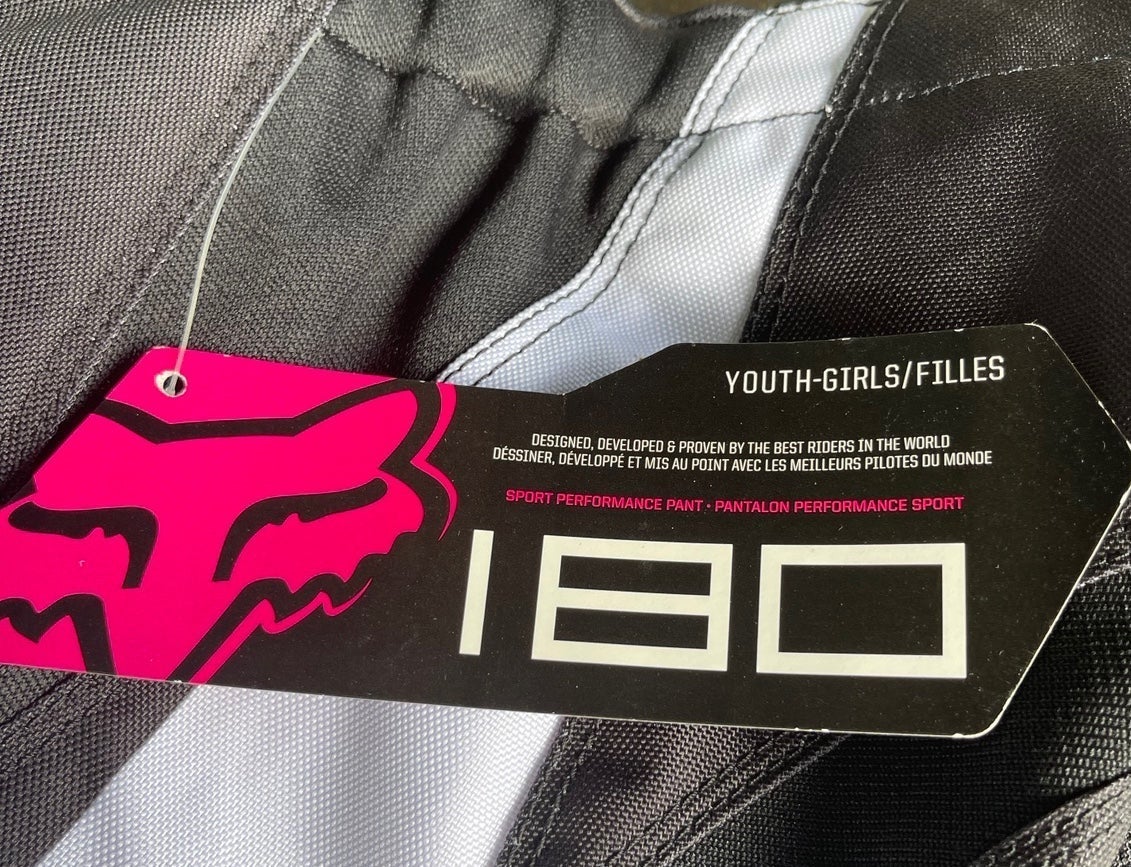 YOUTH-GIRLS/FILLES
DESIGNED, DEVELOPED & PROVEN BY THE BEST RIDERS IN THE WORLD
DÉSSINER, DÉVELOPPÉ ET MIS AU POINT AVEC LES MEILLEURS PILOTES DU MONDE
SPORT PERFORMANCE PANT • PANTALON PERFORMANCE SPORT
180